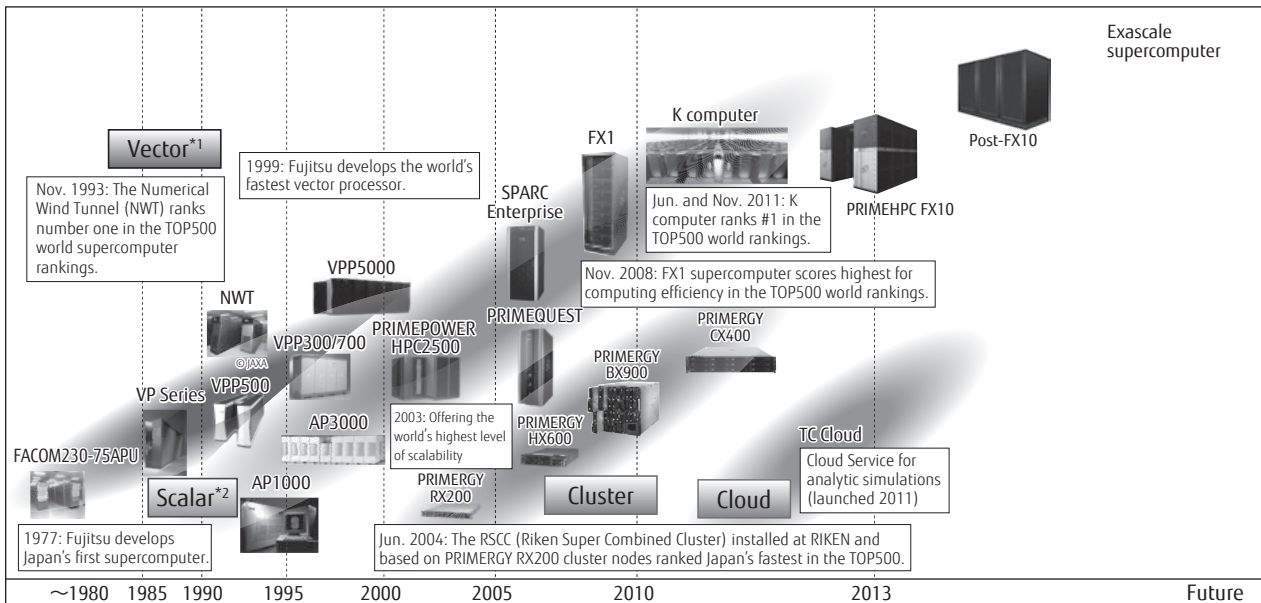 Exascale
supercomputer
Post-FX10
K computer
FX1
PRIMEHPC FX10
Vector*1
Nov. 1993: The Numerical
Wind Tunnel (NWT) ranks
number one in the TOP500
world supercomputer
rankings.
1999: Fujitsu develops the world's
fastest vector processor.
SPARC
Enterprise
Jun. and Nov. 2011: K
computer ranks #1 in the
TOP500 world rankings.
Nov. 2008: FX1 supercomputer scores highest for
computing efficiency in the TOP500 world rankings.
VPP5000
NWT
© JAXA
VPP300/700
PRIMEPOWER
HPC2500
PRIMEQUEST
PRIMERGY
CX400
PRIMERGY
BX900
VP Series
VPP500
AP3000
2003: Offering the
world's highest level
of scalability
PRIMERGY
HX600
TC Cloud
Cloud Service for
analytic simulations
(launched 2011)
FACOM230-75APU
Scalar*2
AP1000
PRIMERGY
RX200
Cluster
Cloud
1977: Fujitsu develops
Japan's first supercomputer.
Jun. 2004: The RSCC (Riken Super Combined Cluster) installed at RIKEN and
based on PRIMERGY RX200 cluster nodes ranked Japan's fastest in the TOP500.
~1980 1985 1990 1995 2000 2005 2010 2013 Future